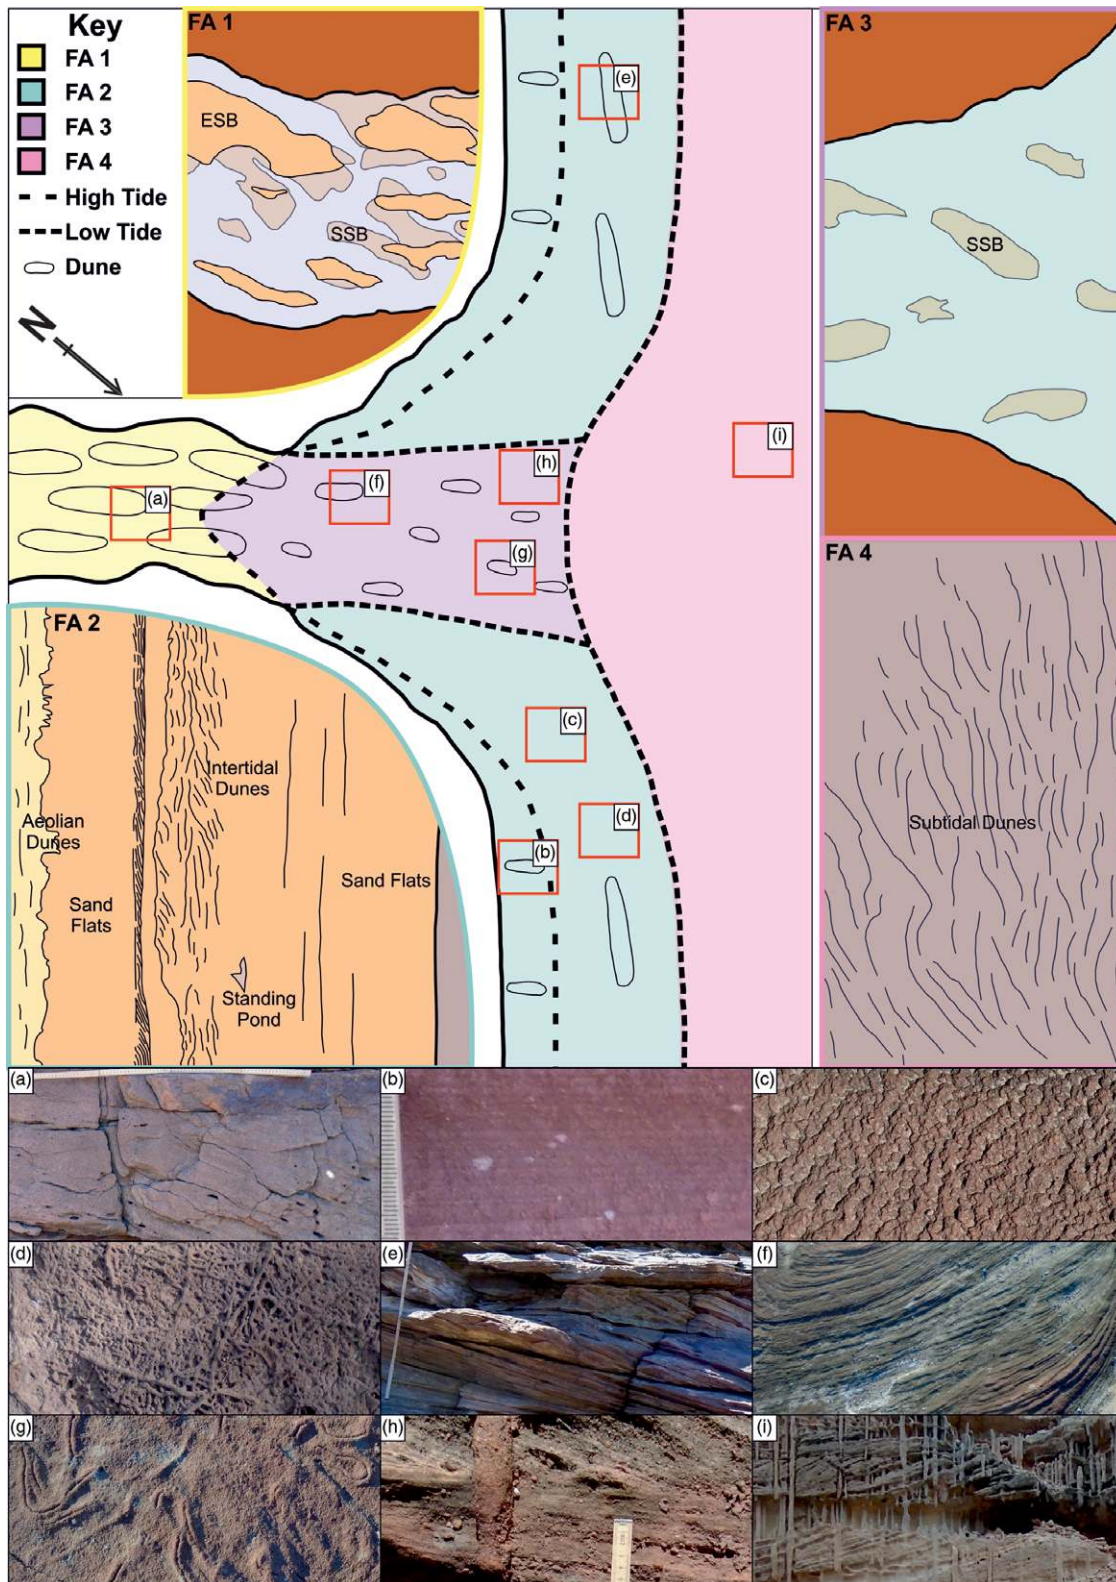 Key
FA 1
FA 2
FA 3
FA 4
High Tide
Low Tide
Dune
N
FA 1
ESB
SSB
(e)
(i)
(h)
(f)
(a)
(g)
(c)
(d)
(b)
FA 3
SSB
FA 2
Aeolian
Dunes
Sand
Flats
Intertidal
Dunes
Standing
Pond
Sand Flats
FA 4
Subtidal Dunes
(a)
(b)
(c)
(d)
(e)
(f)
(g)
(h)
(i)